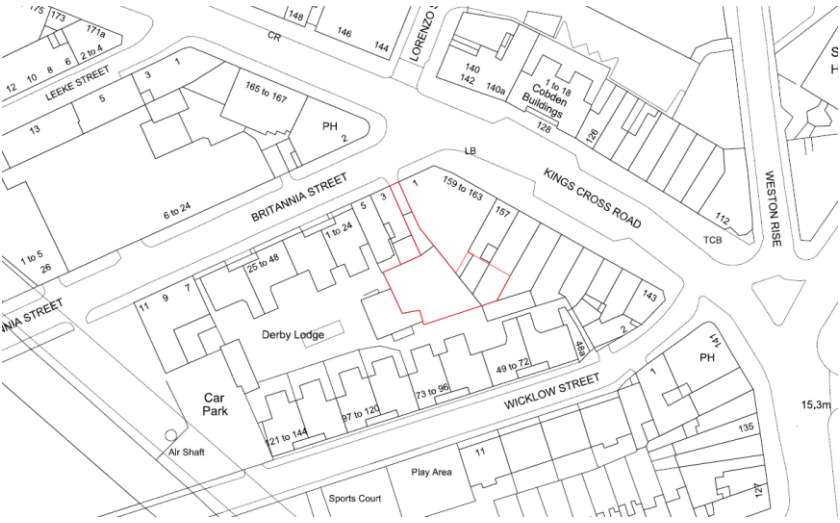 175
173
171a
2 to 4
12
10
8
6
LEEKE STREET
148
146
144
CR
LORENZO S
140
142
140a
1 to 18
Cobden
Buildings
128
126
S
H
3
1
5
13
165 to 167
PH
2
6 to 24
1 to 5
26
BRITANNIA STREET
LB
KINGS CROSS ROAD
WESTON RISE
112
TCB
1
3
5
159 to 163
157
143
2
1 to 24
25 to 48
7
9
11
NNIA STREET
Derby Lodge
48a
49 to 72
73 to 96
97 to 120
121 to 144
WICKLOW STREET
Car
Park
Air Shaft
141
PH
1
15.3m
135
127
11
Play Area
Sports Court